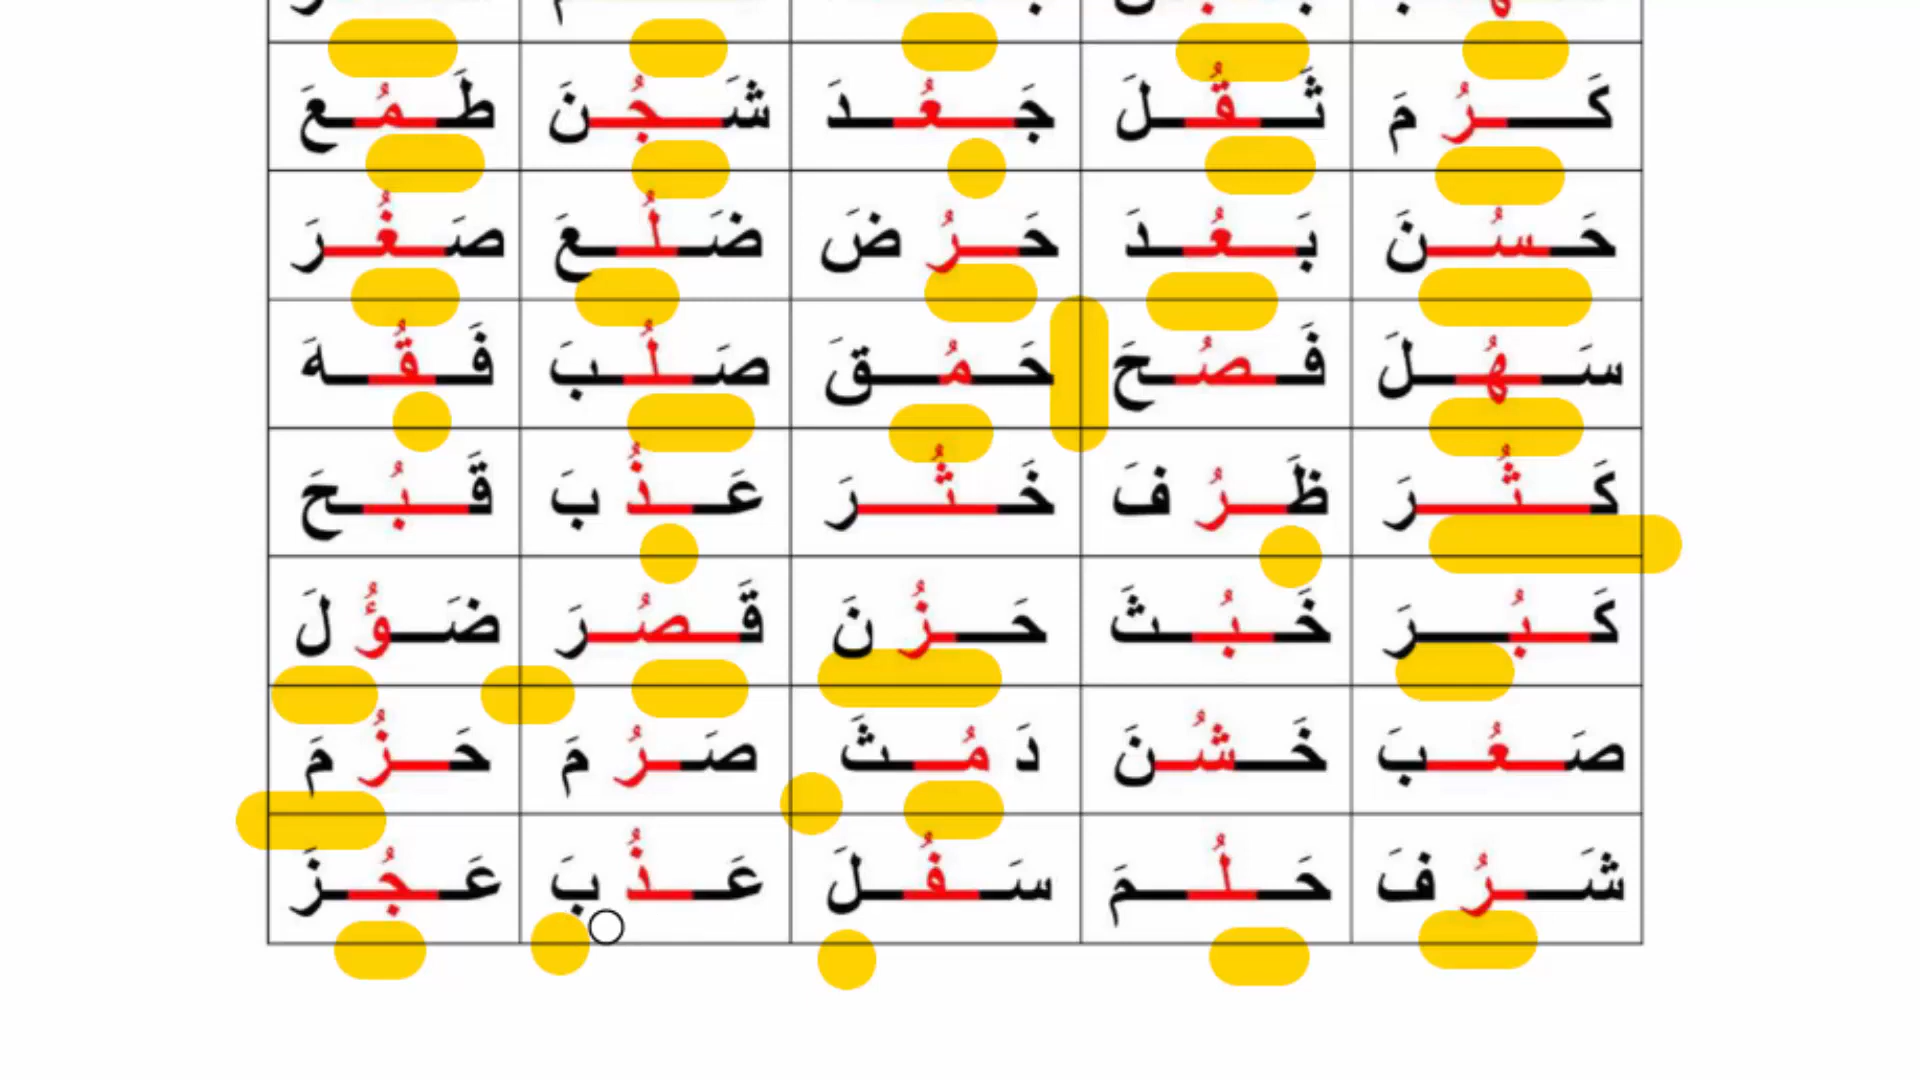 كَرُمَ ثَقُلَ جَعُدَ شَجُنَ طَمُعَ
حَسُنَ بَعُدَ حَرُضَ ضَلُعَ صَغُرَ
سَهُلَ فَصُحَ حَمُقَ صَلُبَ فَقُهَ
كَثُرَ ظَرُفَ خَثُرَ عَذُبَ قَبُحَ
كَبُرَ خَبُثَ حَزُنَ قَصُرَ ضَؤُلَ
صَعُبَ خَشُنَ دَمُثَ صَرُمَ حَزُمَ
شَرُفَ حَلُمَ سَفُلَ عَذُبَ عَجُزَ